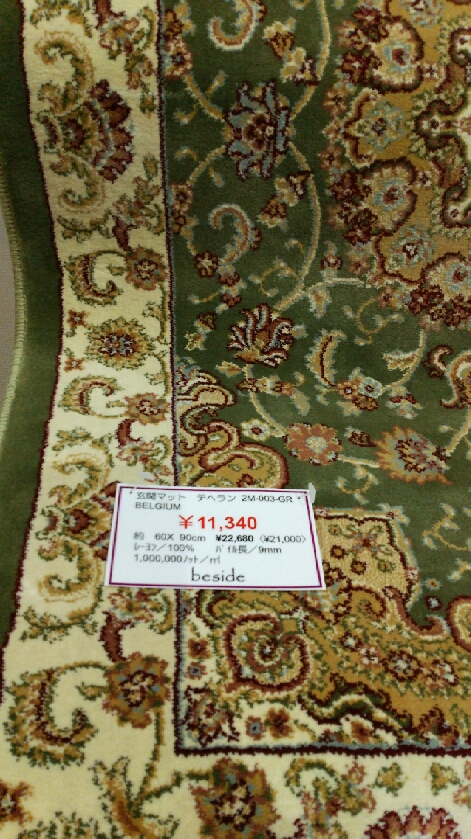 * 玄関マット テヘラン 2M-003-GR *
BELGIUM
￥11,340
約 60X 90cm ¥22,680 〈¥21,000〉
ﾚｰﾖﾝ／100% ﾊﾟｲﾙ長／9mm
1,000,000ﾉｯﾄ／㎡
beside